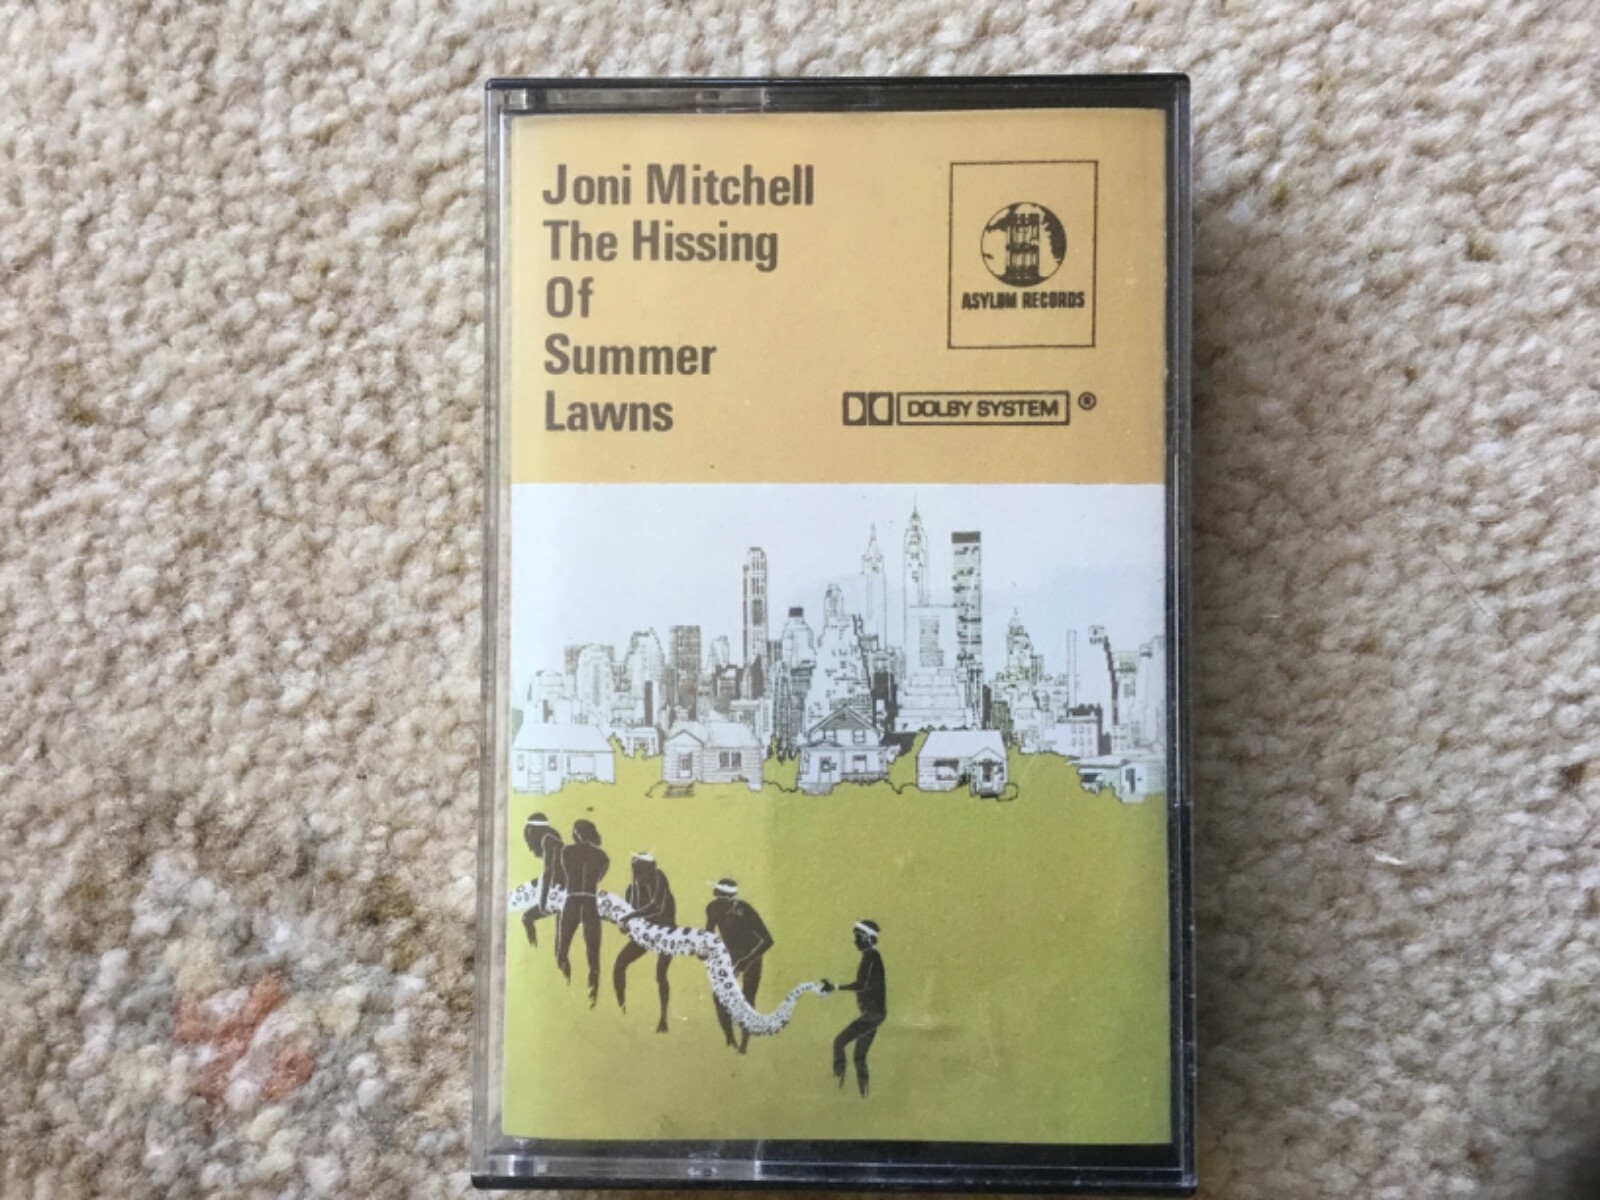 Joni Mitchell
The Hissing
Of
Summer
Lawns
ASYLUM RECORDS
DOLBY SYSTEM ®